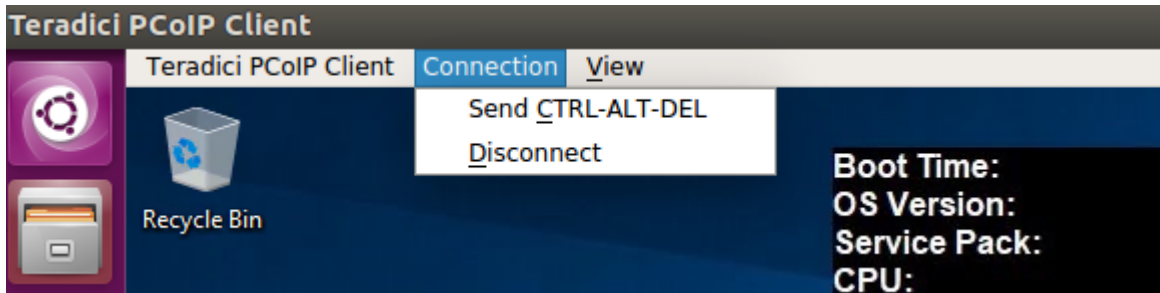 Teradici PCoIP Client
Teradici PCoIP Client Connection View
Send CTRL-ALT-DEL
Disconnect
Recycle Bin
Boot Time:
OS Version:
Service Pack:
CPU: